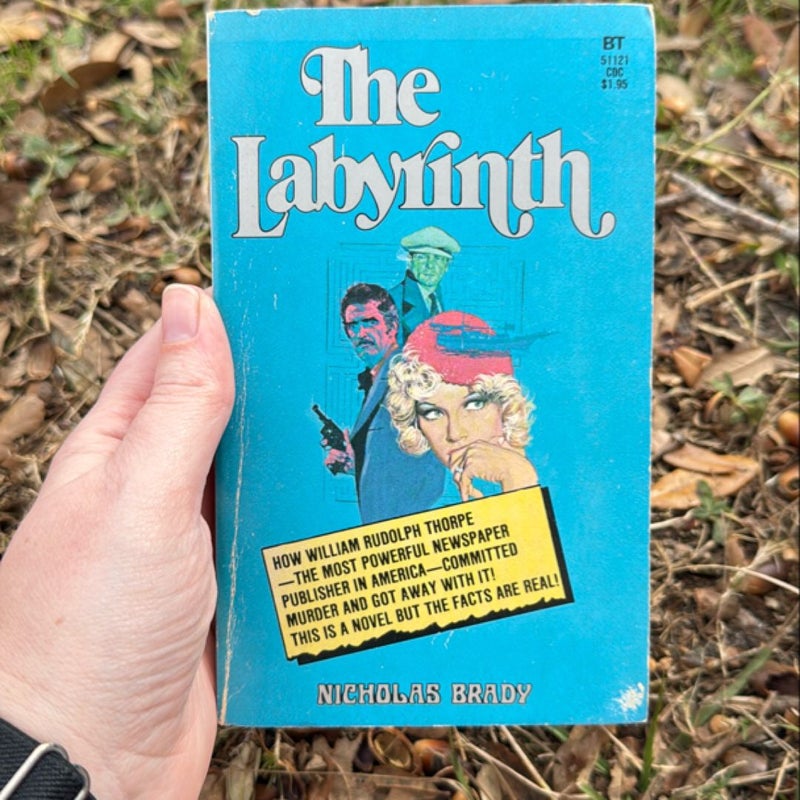 The
Labyrinth
BT
51121
CDC
$1.95
HOW WILLIAM RUDOLPH THORPE
—THE MOST POWERFUL NEWSPAPER
PUBLISHER IN AMERICA—COMMITTED
MURDER AND GOT AWAY WITH IT!
THIS IS A NOVEL BUT THE FACTS ARE REAL!
NICHOLAS BRADY